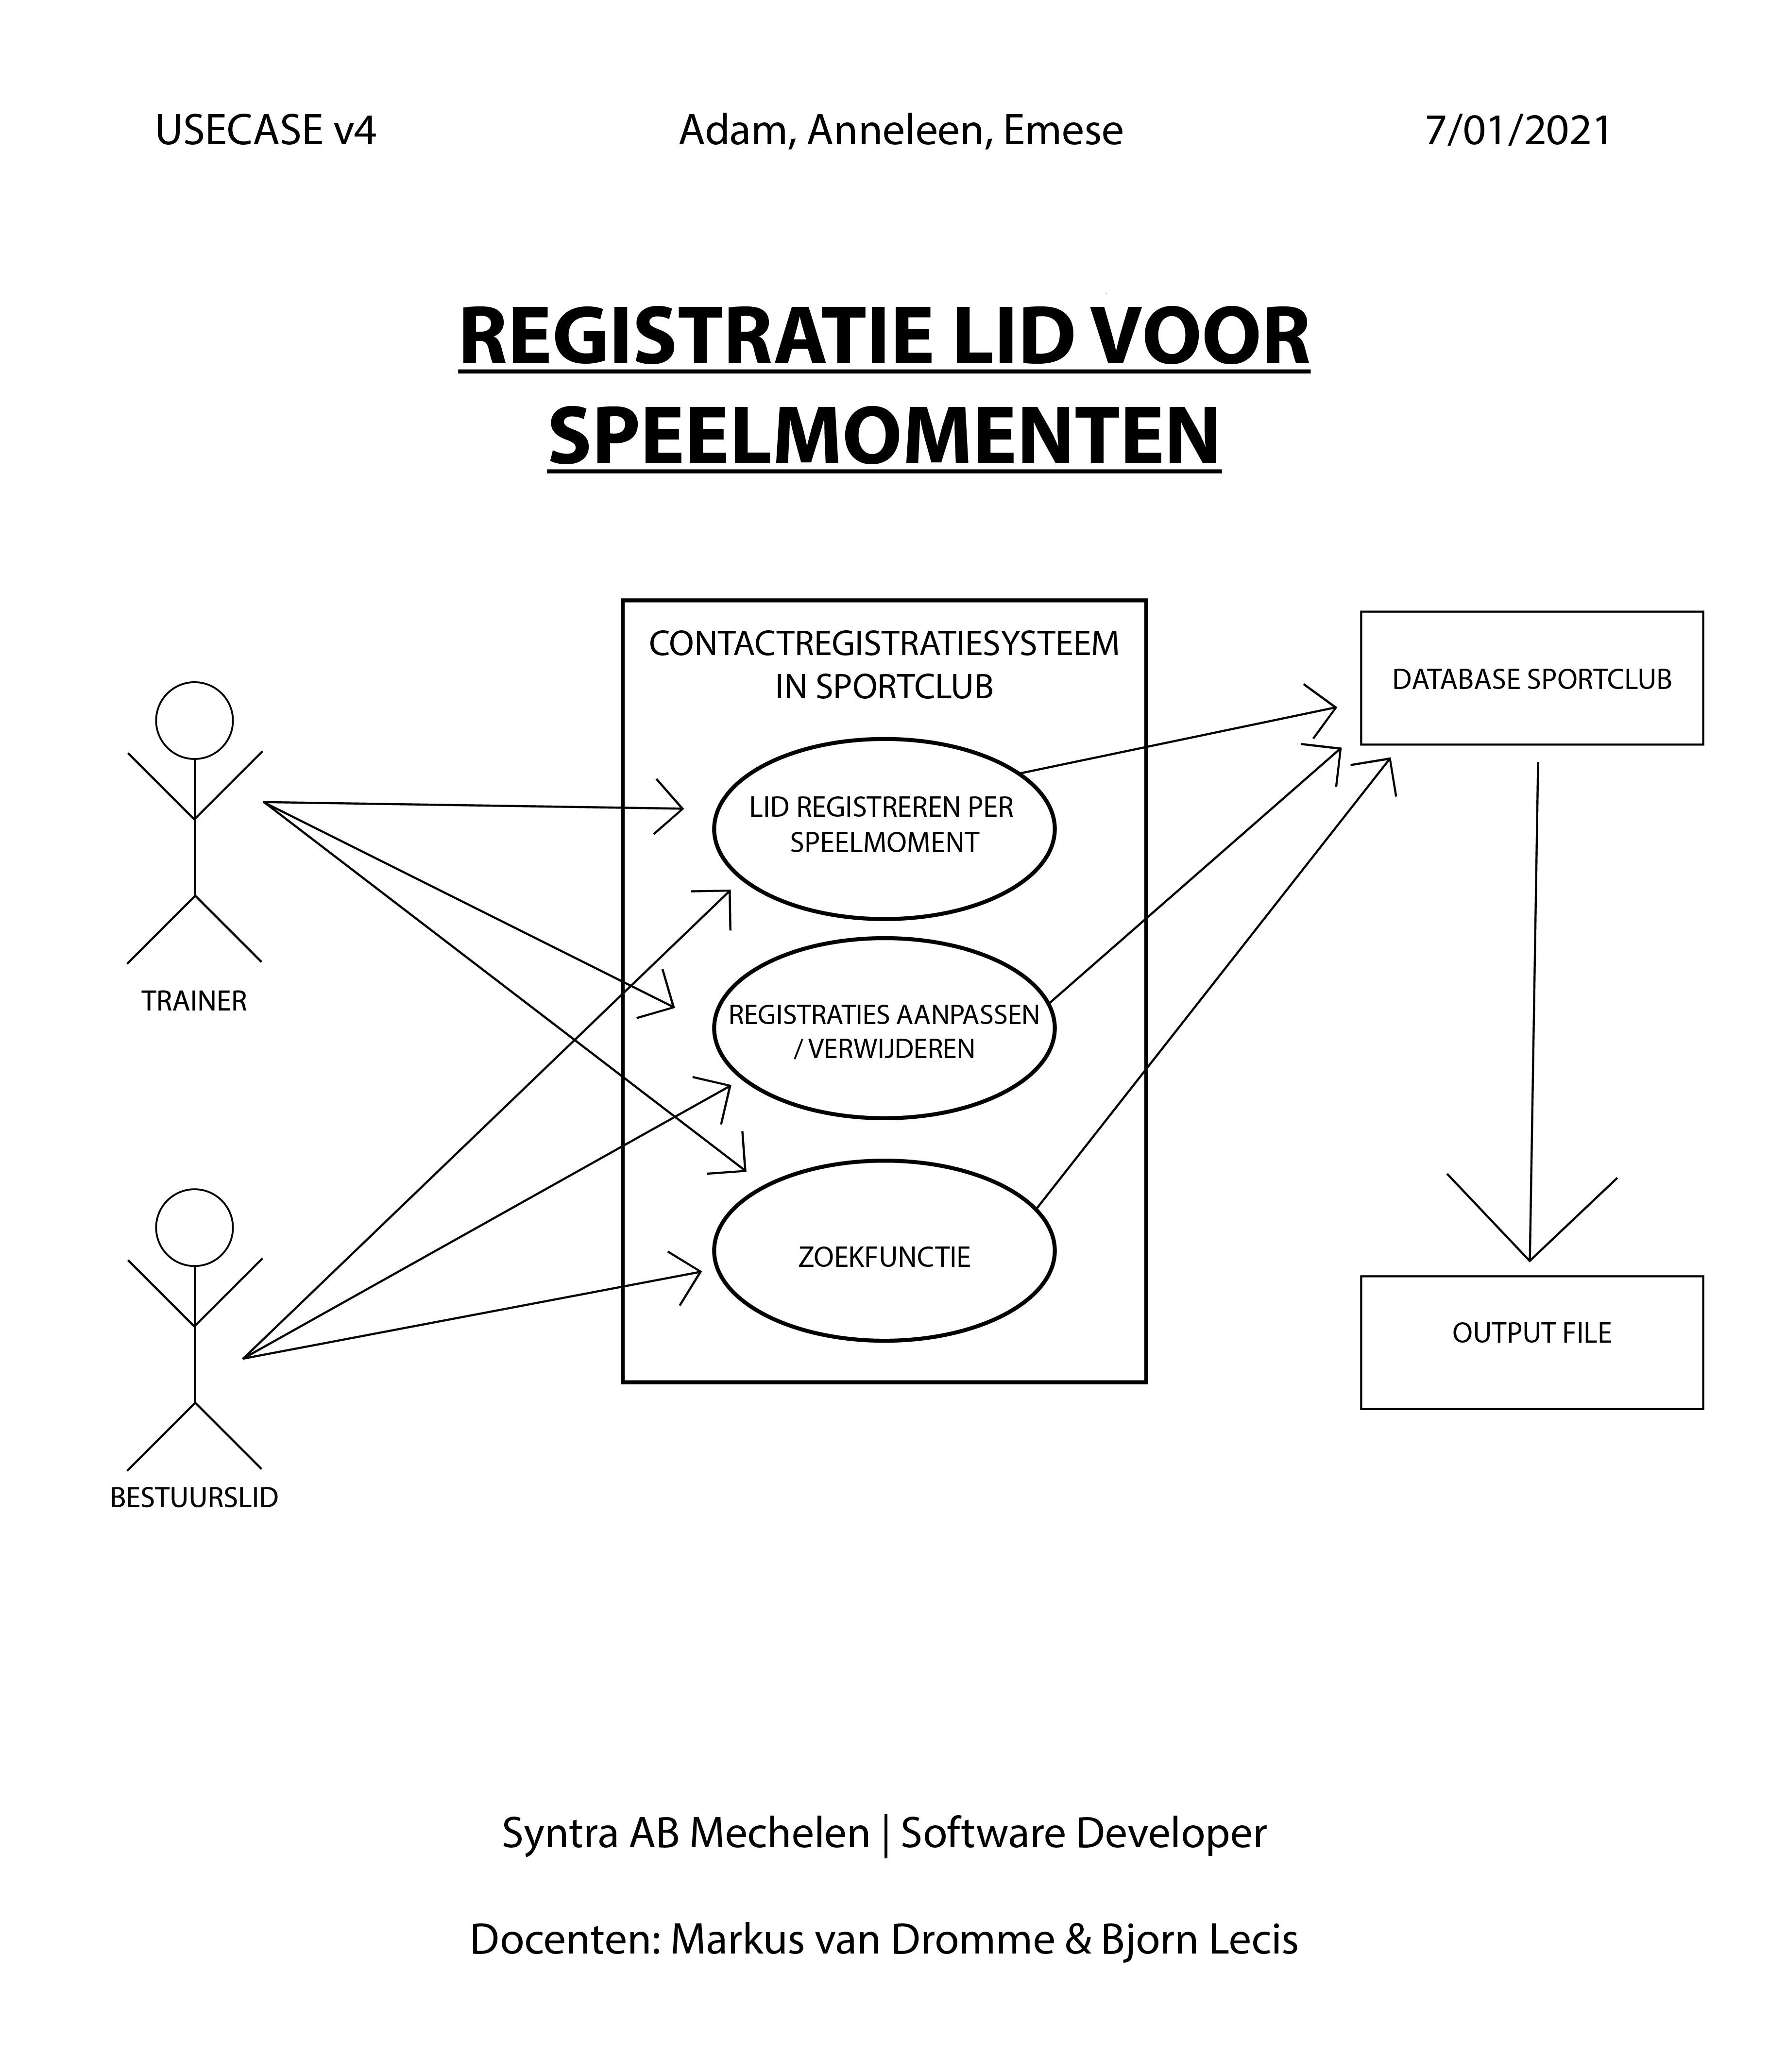 USECASE v4
Adam, Anneleen, Emese
7/01/2021
REGISTRATIE LID VOOR
SPEELMOMENTEN
CONTACTREGISTRATIESYSTEEM
IN SPORTCLUB
DATABASE SPORTCLUB
LID REGISTREREN PER
SPEELMOMENT
TRAINER
REGISTRATIES AANPASSEN
/ VERWIJDEREN
ZOEKFUNCTIE
OUTPUT FILE
BESTUURSLID
Syntra AB Mechelen | Software Developer
Docenten: Markus van Dromme & Bjorn Lecis